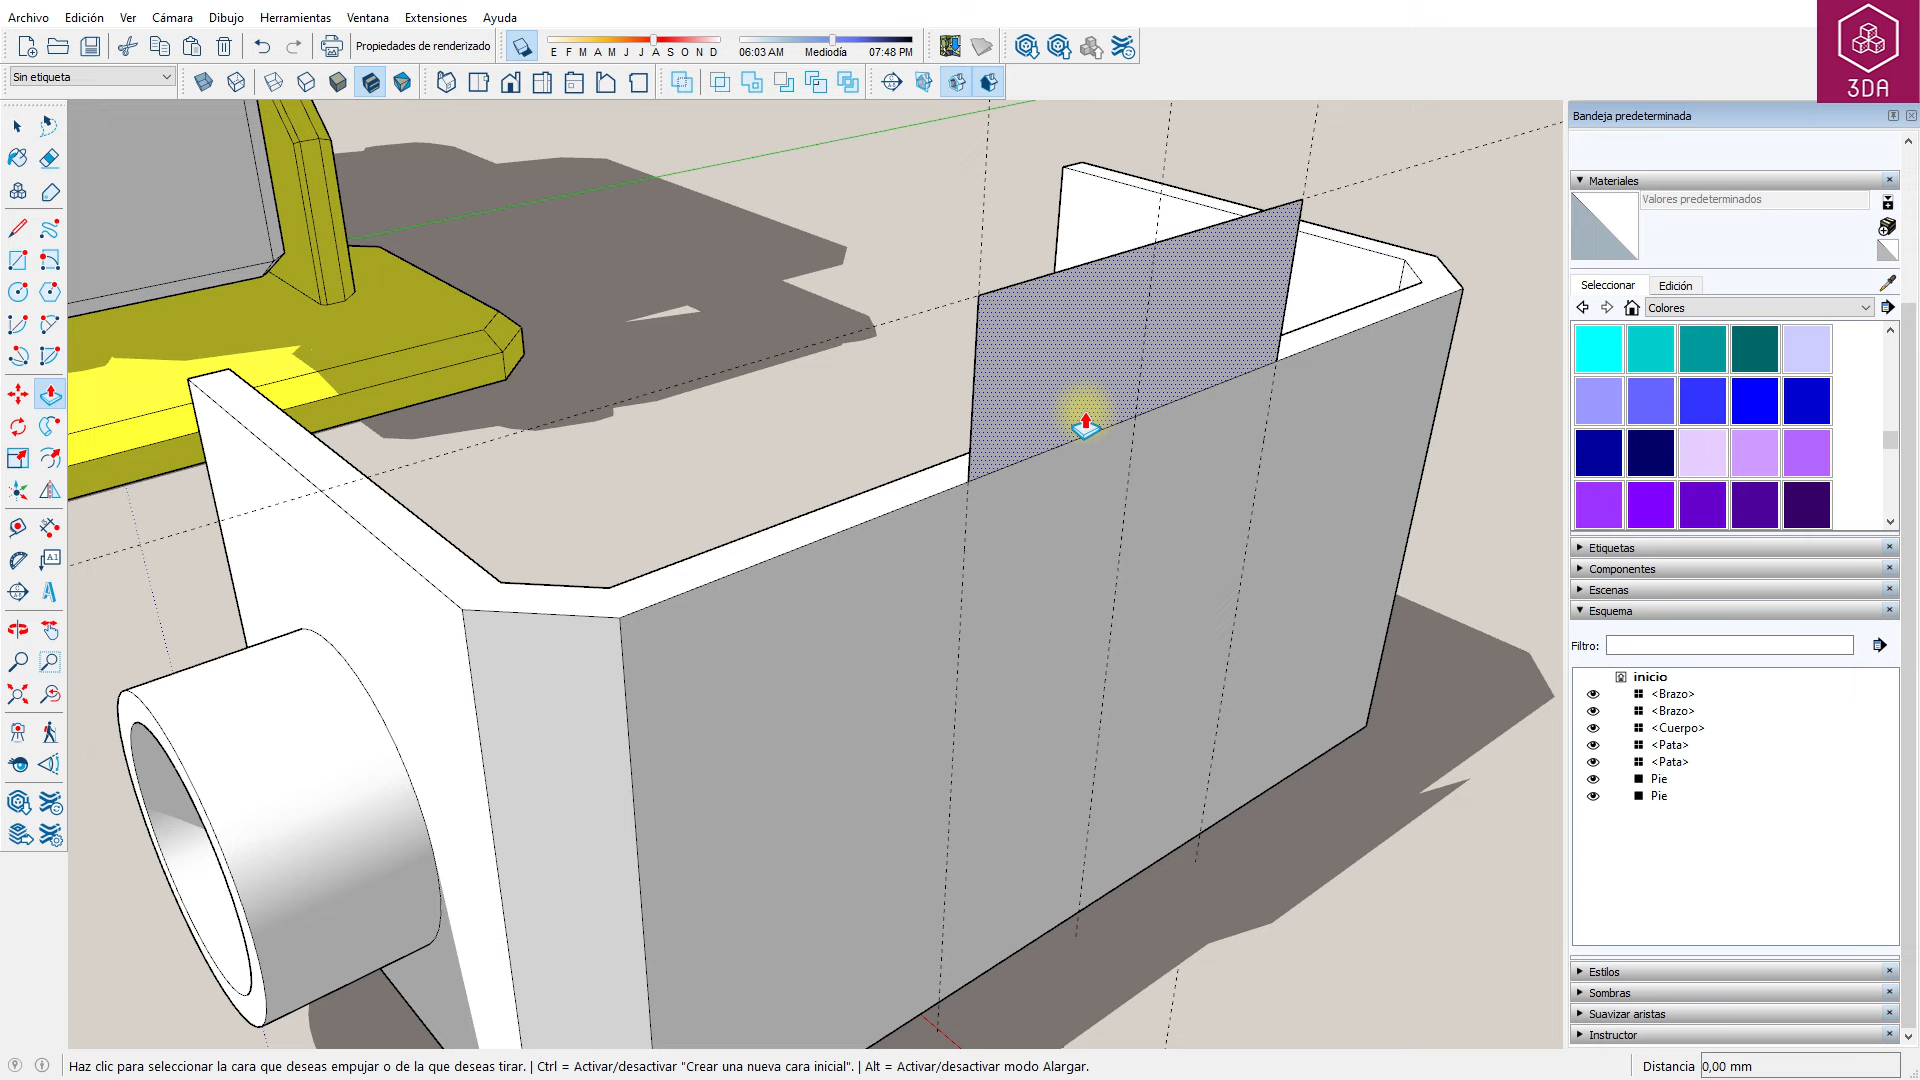 Archivo Edición Ver Cámara Dibujo Herramientas Ventana Extensiones Ayuda
3DA
Propiedades de renderizado
E F M A M J J A S O N D
06:03 AM Mediodía 07:48 PM
Sin etiqueta
Bandeja predeterminada
Materiales
Valores predeterminados
Seleccionar Edición
Colores
A1
Etiquetas
Componentes
Escenas
Esquema
Filtro:
inicio
<Brazo>
<Brazo>
<Cuerpo>
<Pata>
<Pata>
Pie
Pie
Estilos
Sombras
Suavizar aristas
Instructor
Haz clic para seleccionar la cara que deseas empujar o de la que deseas tirar. | Ctrl = Activar/desactivar "Crear una nueva cara inicial". | Alt = Activar/desactivar modo Alargar.
Distancia 0,00 mm